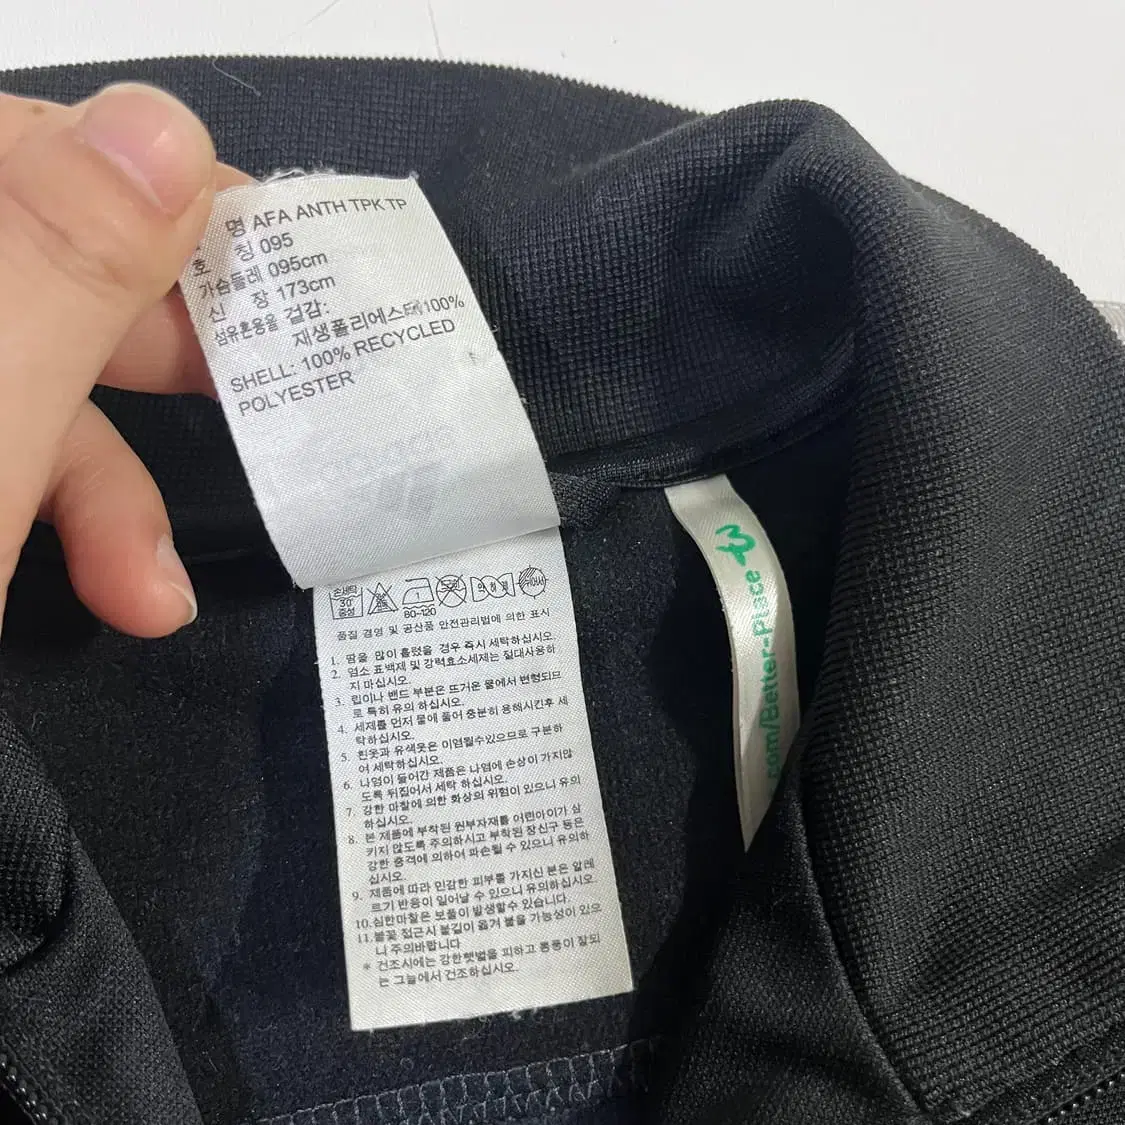 명 AFA ANTH TPK TP
호 칭 095
가슴둘레 095cm
신 장 173cm
섬유혼용율 겉감:
재생폴리에스터 100%
SHELL: 100% RECYCLED
POLYESTER
손세탁
30
중성
1
80-120
품질 경영 및 공산품 안전관리법에 의한 표시
1. 땀을 많이 흘렸을 경우 즉시 세탁하십시오.
2. 염소 표백제 및 강력효소세제는 절대사용하
지 마십시오.
3. 립이나 밴드 부분은 뜨거운 물에서 변형되므
로 특히 유의 하십시오.
4. 세제를 먼저 물에 풀어 충분히 용해시킨후 세
탁하십시오.
5. 흰옷과 유색옷은 이염될수있으므로 구분하
여 세탁하십시오.
6. 나염이 들어간 제품은 나염에 손상이 가지않
도록 뒤집어서 세탁 하십시오.
7. 강한 마찰에 의한 화상의 위험이 있으니 유의
하십시오.
8. 본 제품에 부착된 원부자재를 어린아이가 삼
키지 않도록 주의하시고 부착된 장신구 등은
강한 충격에 의하여 파손될 수 있으니 유의하
십시오.
9. 제품에 따라 민감한 피부를 가지신 분은 알레
르기 반응이 일어날 수 있으니 유의하십시오.
10.심한마찰은 보풀이 발생할수 있습니다.
11.불꽃 접근시 불길이 옮겨 붙을 가능성이 있으
니 주의바랍니다
* 건조시에는 강한햇볕을 피하고 통풍이 잘되
는 그늘에서 건조하십시오.
com/Better-Place